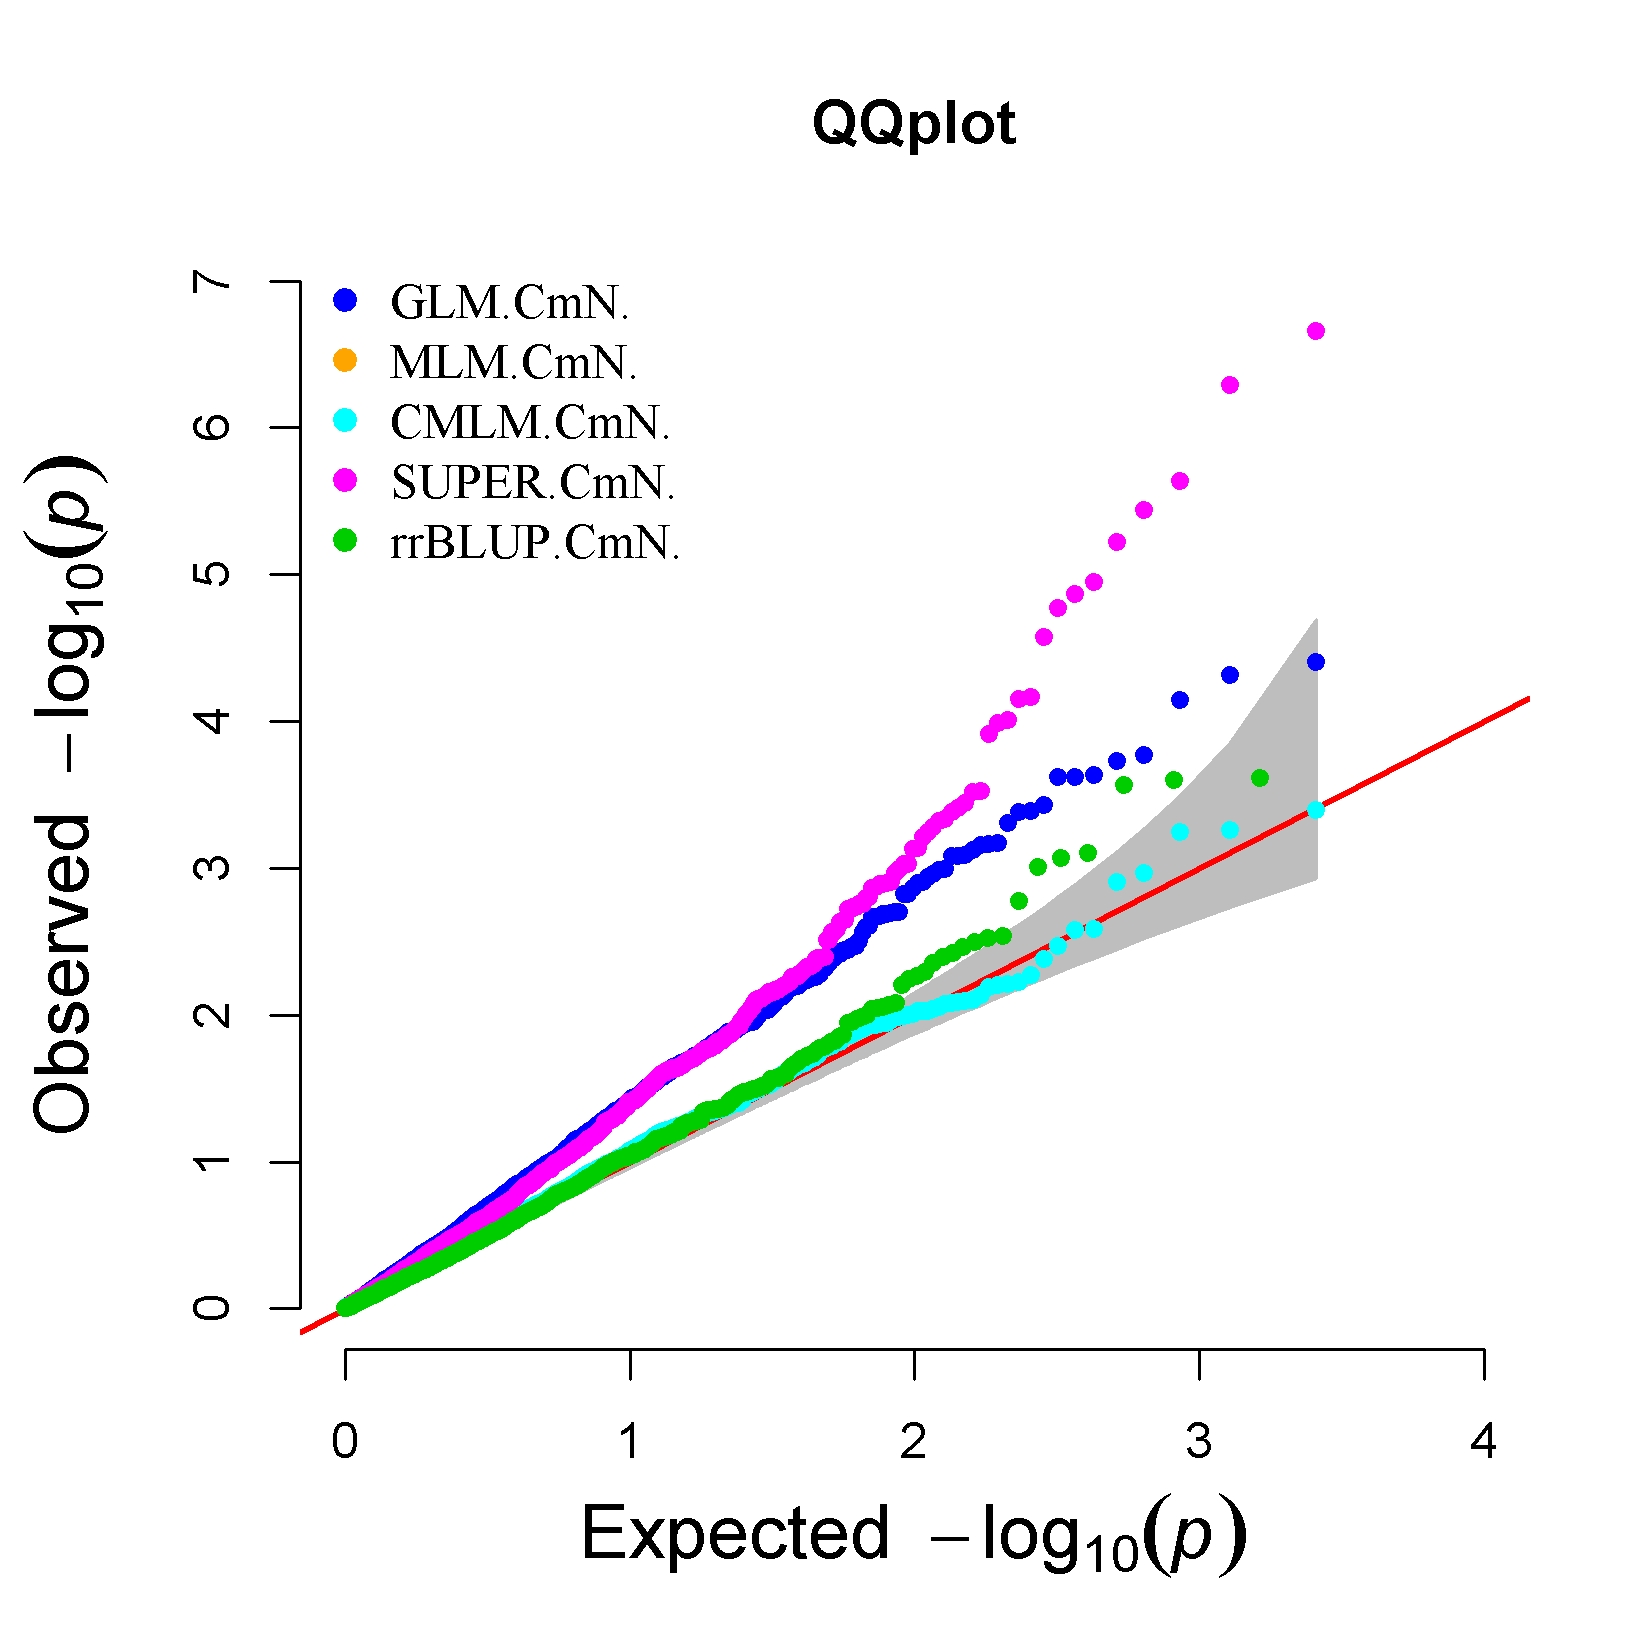 QQplot
GLM.CmN.
MLM.CmN.
CMLM.CmN.
SUPER.CmN.
rrBLUP.CmN.
Observed −log₁₀(p)
7
6
5
4
3
2
1
0
0 1 2 3 4
Expected −log₁₀(p)